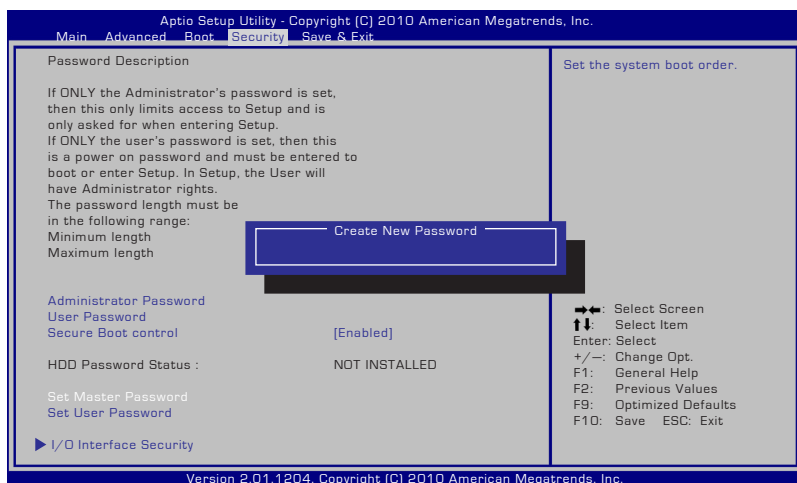 Aptio Setup Utility - Copyright (C) 2010 American Megatrends, Inc.
Main Advanced Boot Security Save & Exit
Password Description
If ONLY the Administrator's password is set,
then this only limits access to Setup and is
only asked for when entering Setup.
If ONLY the user's password is set, then this
is a power on password and must be entered to
boot or enter Setup. In Setup, the User will
have Administrator rights.
The password length must be
in the following range:
Minimum length
Maximum length
Create New Password
Administrator Password
User Password
Secure Boot control [Enabled]
HDD Password Status : NOT INSTALLED
Set Master Password
Set User Password
I/O Interface Security
Set the system boot order.
→←: Select Screen
↑↓: Select Item
Enter: Select
+/—: Change Opt.
F1: General Help
F2: Previous Values
F9: Optimized Defaults
F10: Save ESC: Exit
Version 2.01.1204. Copyright (C) 2010 American Megatrends, Inc.